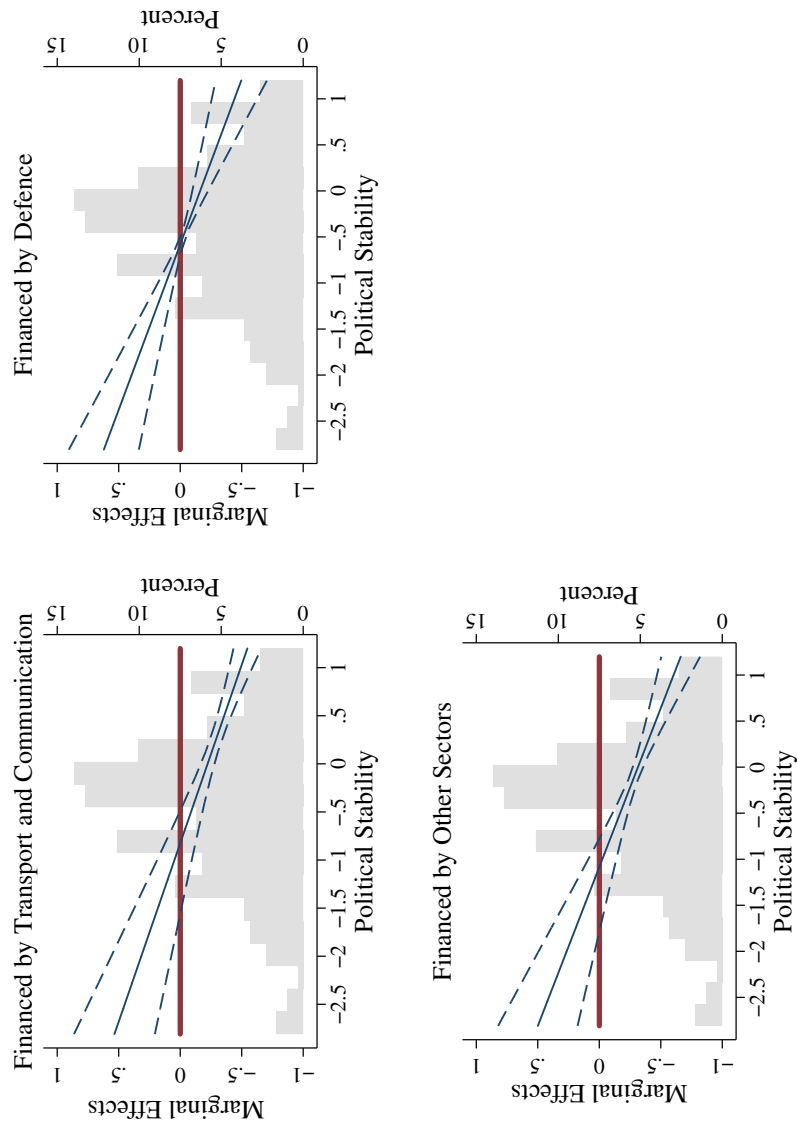 Financed by Transport and Communication
Marginal Effects
1
.5
0
-.5
-1
Percent
15
10
5
0
-2.5 -2 -1.5 -1 -.5 0 .5 1
Political Stability
Financed by Defence
Marginal Effects
1
.5
0
-.5
-1
Percent
15
10
5
0
-2.5 -2 -1.5 -1 -.5 0 .5 1
Political Stability
Financed by Other Sectors
Marginal Effects
1
.5
0
-.5
-1
Percent
15
10
5
0
-2.5 -2 -1.5 -1 -.5 0 .5 1
Political Stability